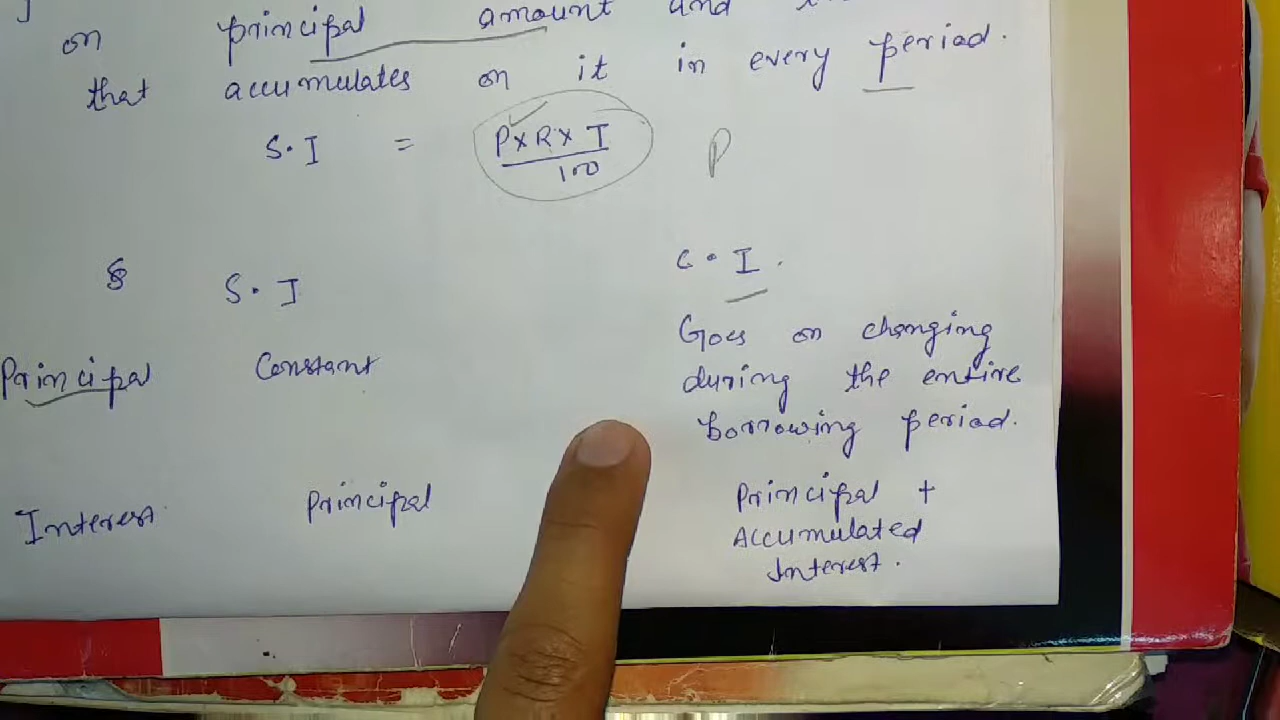 on principal amount and
that accumulates on it in every period.
S.I = P×R×T P
100
S.I C.I.
Principal Constant Goes on changing
during the entire
borrowing period.
Interest Principal Principal +
Accumulated
Interest.